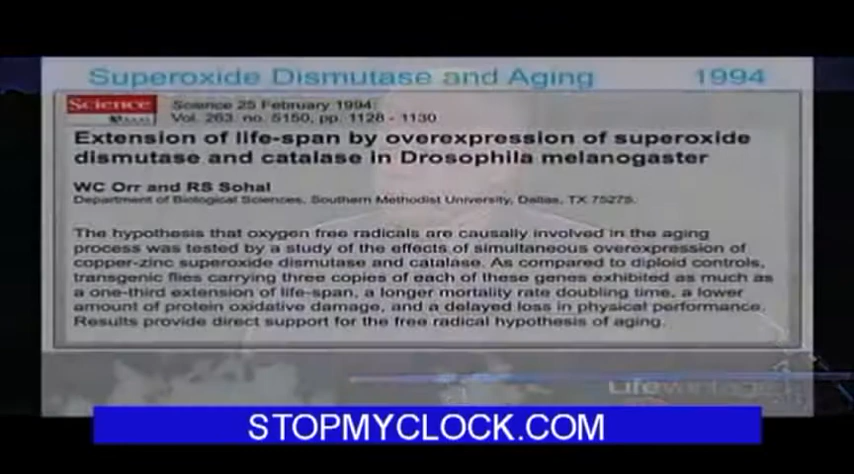 Superoxide Dismutase and Aging 1994
Science
Science 25 February 1994:
Vol. 263. no. 5150, pp. 1128 - 1130
Extension of life-span by overexpression of superoxide
dismutase and catalase in Drosophila melanogaster
WC Orr and RS Sohal
Department of Biological Sciences, Southern Methodist University, Dallas, TX 75275.
The hypothesis that oxygen free radicals are causally involved in the aging
process was tested by a study of the effects of simultaneous overexpression of
copper-zinc superoxide dismutase and catalase. As compared to diploid controls,
transgenic flies carrying three copies of each of these genes exhibited as much as
a one-third extension of life-span, a longer mortality rate doubling time, a lower
amount of protein oxidative damage, and a delayed loss in physical performance.
Results provide direct support for the free radical hypothesis of aging.
Lifevantage
STOPMYCLOCK.COM